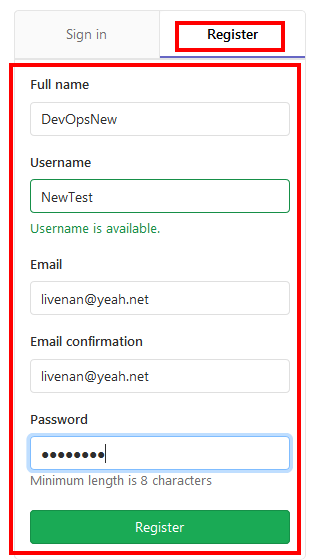 Sign in
Register
Full name
DevOpsNew
Username
NewTest
Username is available.
Email
livenan@yeah.net
Email confirmation
livenan@yeah.net
Password
●●●●●●●●
Minimum length is 8 characters
Register